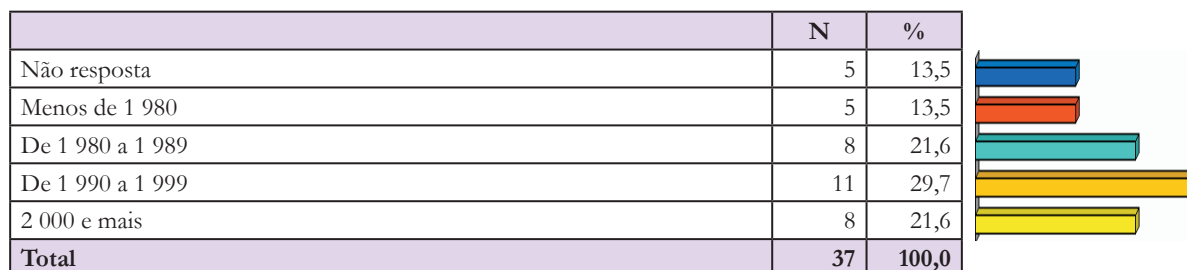 N %
Não resposta 5 13,5
Menos de 1 980 5 13,5
De 1 980 a 1 989 8 21,6
De 1 990 a 1 999 11 29,7
2 000 e mais 8 21,6
Total 37 100,0